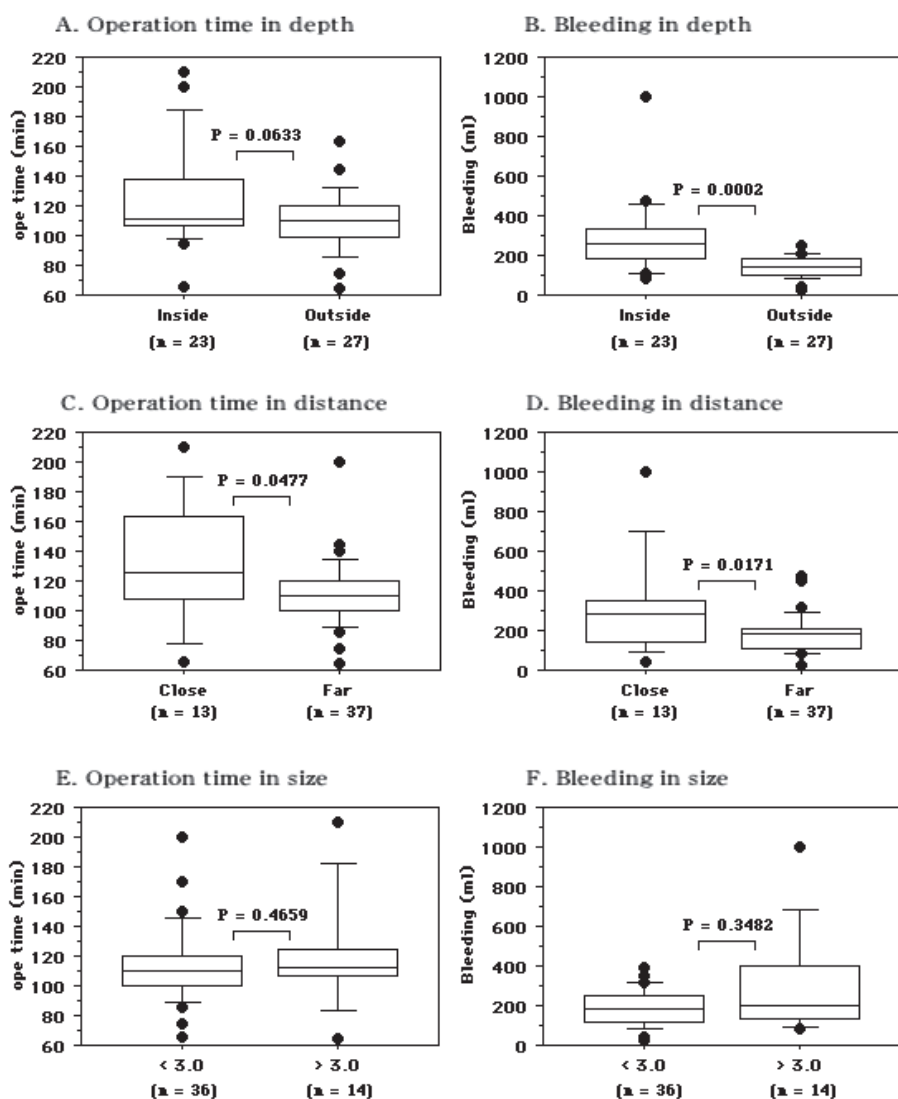 A. Operation time in depth
220
200
180
160
140
120
100
80
60
ope time (min)
P = 0.0633
Inside
Outside
(n = 23)
(n = 27)
B. Bleeding in depth
1200
1000
800
600
400
200
0
Bleeding (ml)
P = 0.0002
Inside
Outside
(n = 23)
(n = 27)
C. Operation time in distance
220
200
180
160
140
120
100
80
60
ope time (min)
P = 0.0477
Close
Far
(n = 13)
(n = 37)
D. Bleeding in distance
1200
1000
800
600
400
200
0
Bleeding (ml)
P = 0.0171
Close
Far
(n = 13)
(n = 37)
E. Operation time in size
220
200
180
160
140
120
100
80
60
ope time (min)
P = 0.4659
< 3.0
> 3.0
(n = 36)
(n = 14)
F. Bleeding in size
1200
1000
800
600
400
200
0
Bleeding (ml)
P = 0.3482
< 3.0
> 3.0
(n = 36)
(n = 14)